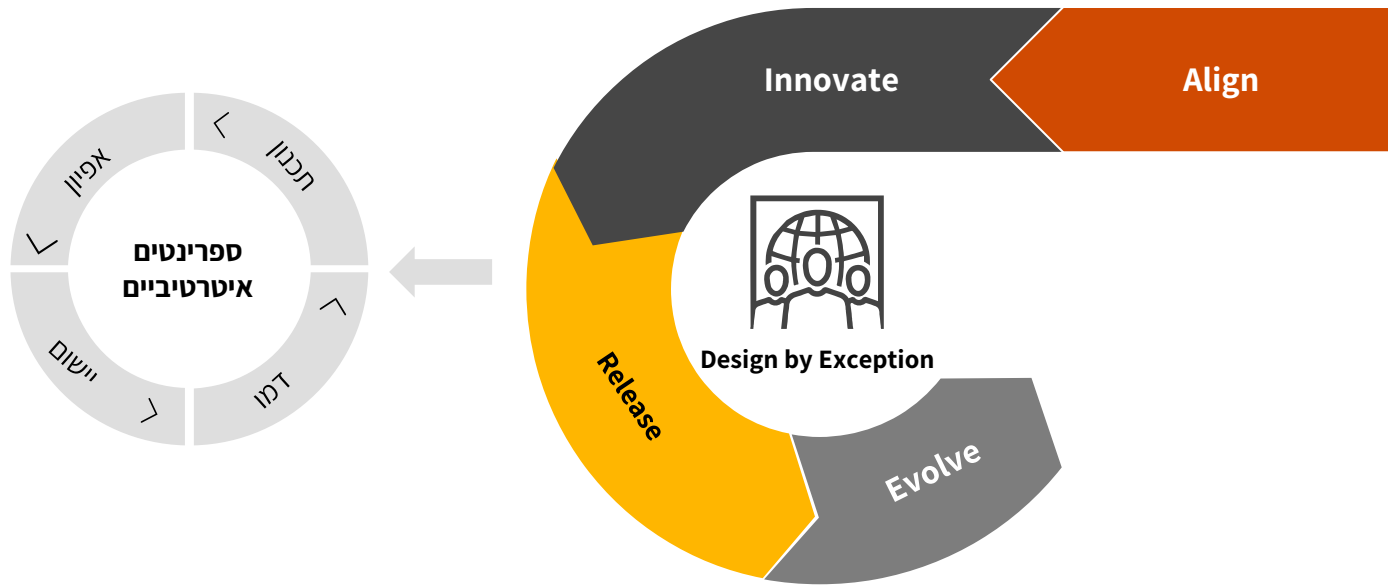 Align
Innovate
Release
Evolve
Design by Exception
ספרינטים
איטרטיביים
תכנון
אפיון
יישום
דמו